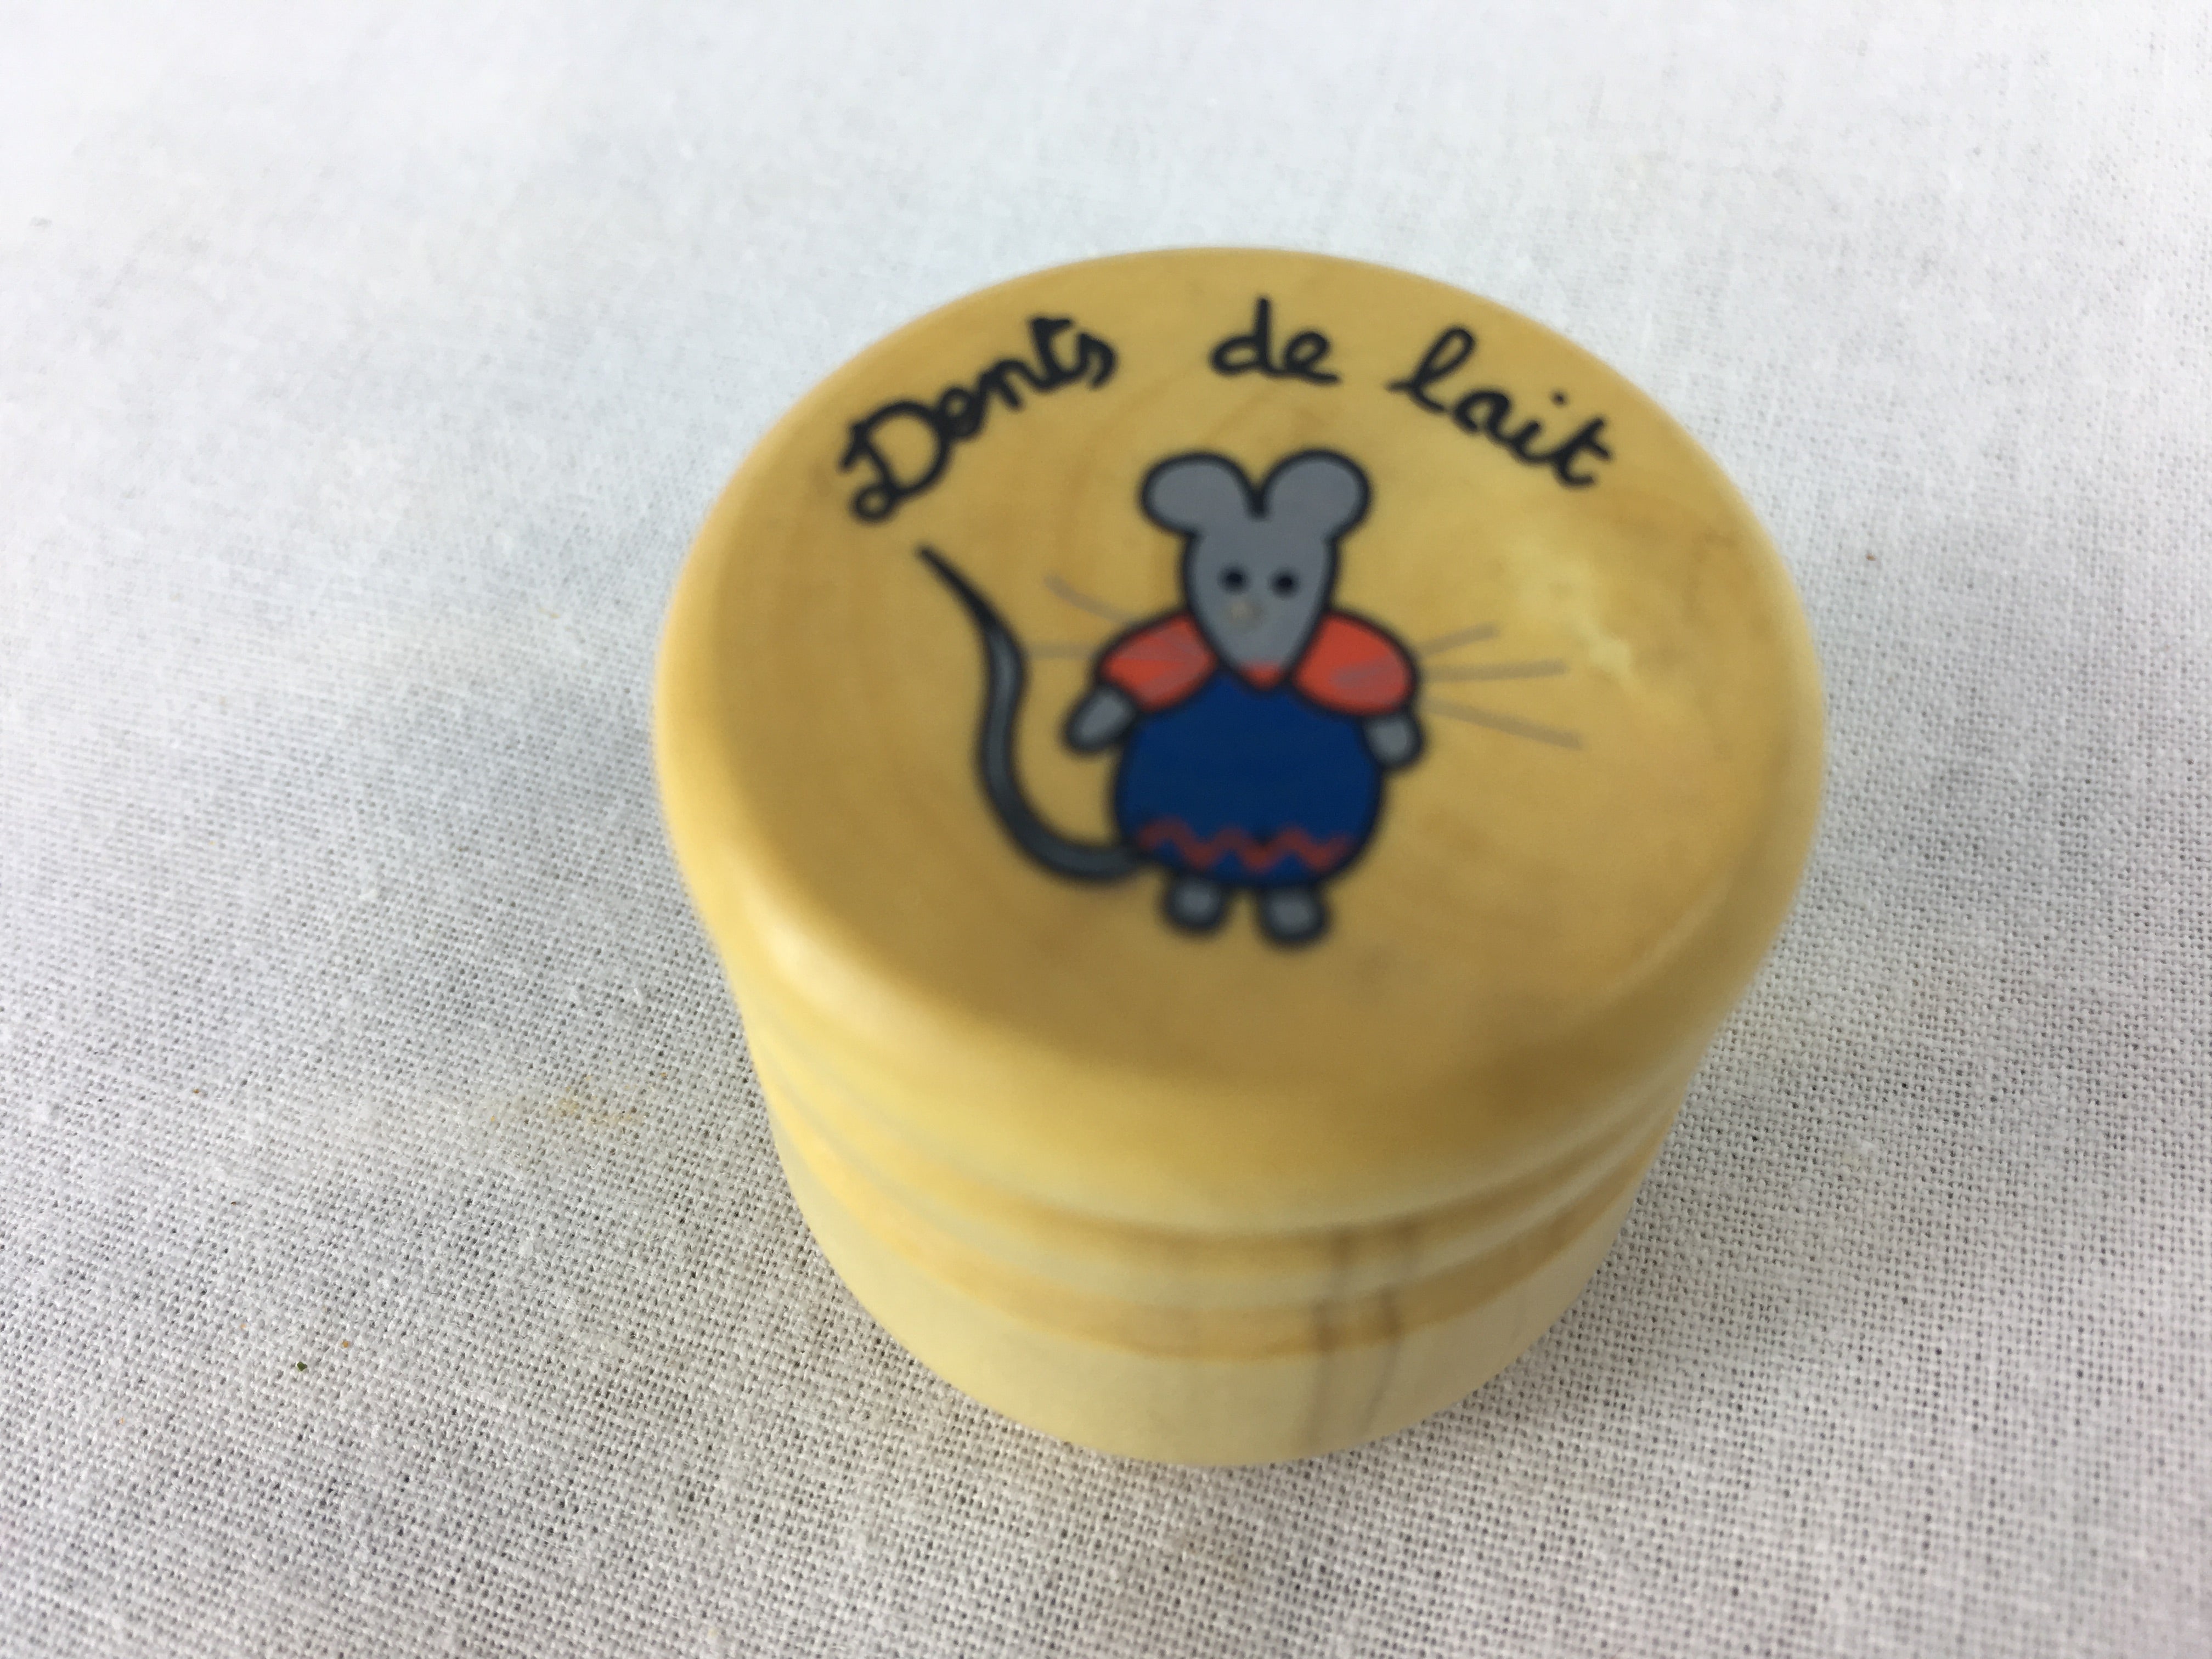 Dents de lait